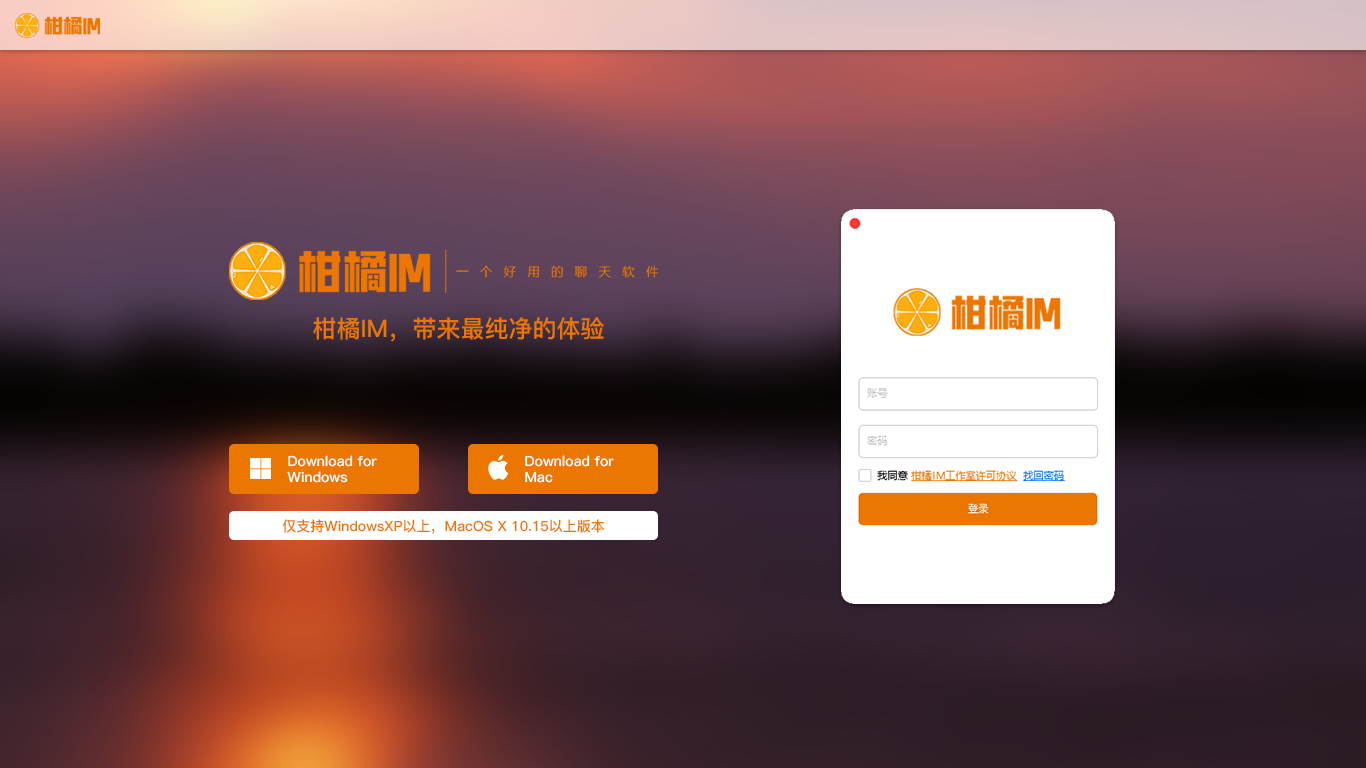 柑橘IM
柑橘IM
一个好用的聊天软件
柑橘IM，带来最纯净的体验
Download for
Windows
Download for
Mac
仅支持WindowsXP以上，MacOS X 10.15以上版本
柑橘IM
账号
密码
我同意 柑橘IM工作室许可协议 找回密码
登录